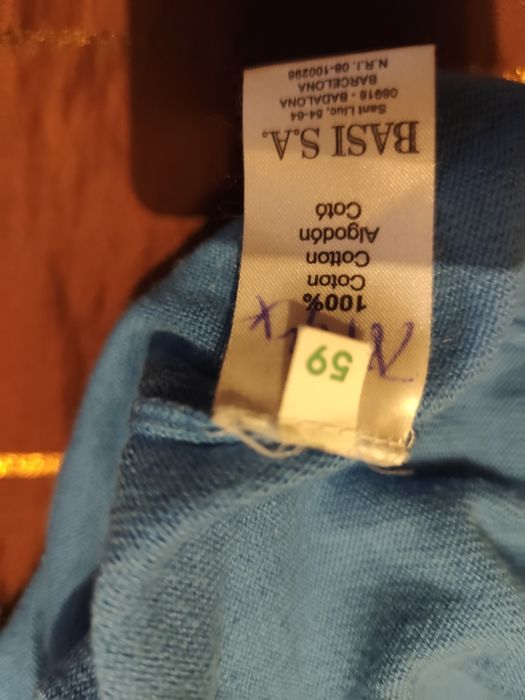 59
100%
Coton
Cotton
Algodón
Cotó
BASI S.A.
Sant Lluc, 54-64
08918 - BADALONA
BARCELONA
N.R.I. 08-100296